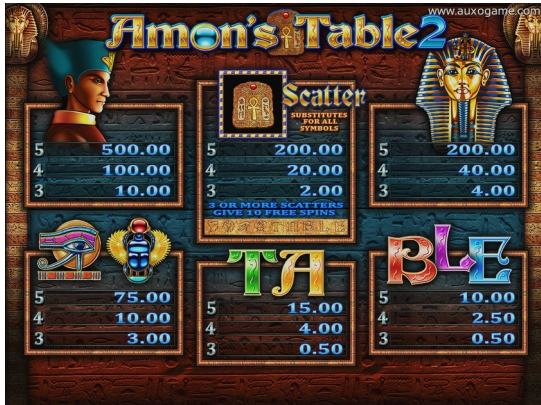 www.auxogame.com
Amon's Table2
Scatter
SUBSTITUTES
FOR ALL
SYMBOLS
5 500.00
4 100.00
3 10.00
5 200.00
4 20.00
3 2.00
3 OR MORE SCATTERS
GIVE 10 FREE SPINS
5 200.00
4 40.00
3 4.00
5 75.00
4 10.00
3 3.00
TA
5 15.00
4 4.00
3 0.50
BLE
5 10.00
4 2.50
3 0.50